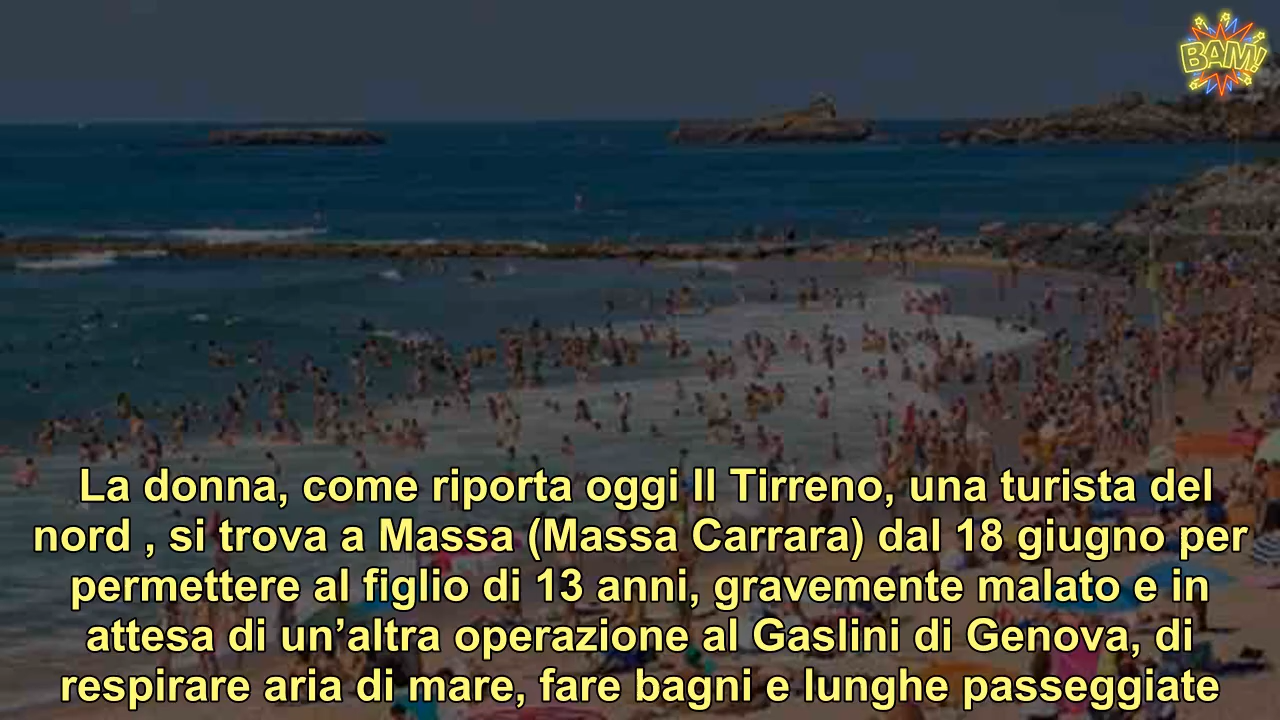 BAM!
La donna, come riporta oggi Il Tirreno, una turista del
nord , si trova a Massa (Massa Carrara) dal 18 giugno per
permettere al figlio di 13 anni, gravemente malato e in
attesa di un’altra operazione al Gaslini di Genova, di
respirare aria di mare, fare bagni e lunghe passeggiate